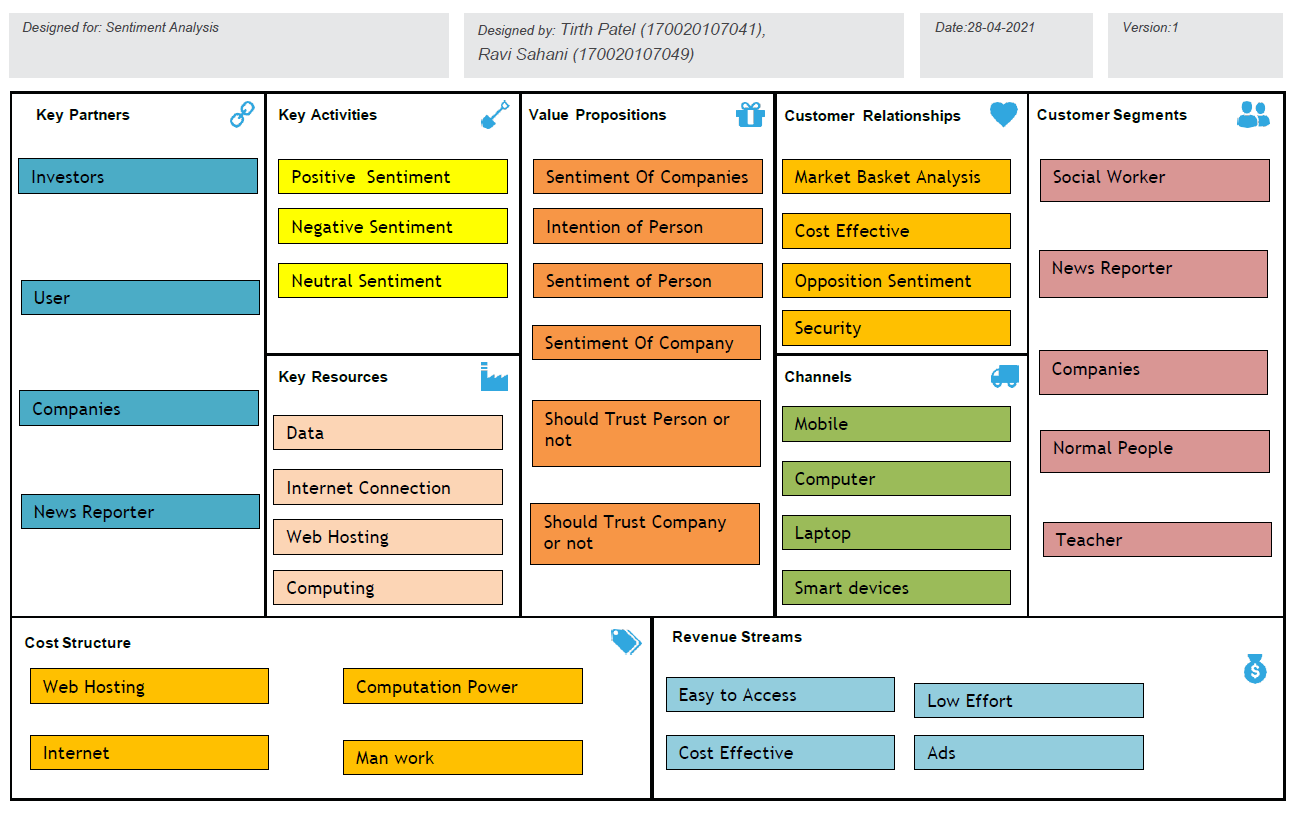 Designed for: Sentiment Analysis
Designed by: Tirth Patel (170020107041),
Ravi Sahani (170020107049)
Date:28-04-2021
Version:1
Key Partners
Investors
User
Companies
News Reporter
Key Activities
Positive Sentiment
Negative Sentiment
Neutral Sentiment
Key Resources
Data
Internet Connection
Web Hosting
Computing
Value Propositions
Sentiment Of Companies
Intention of Person
Sentiment of Person
Sentiment Of Company
Should Trust Person or
not
Should Trust Company
or not
Customer Relationships
Market Basket Analysis
Cost Effective
Opposition Sentiment
Security
Channels
Mobile
Computer
Laptop
Smart devices
Customer Segments
Social Worker
News Reporter
Companies
Normal People
Teacher
Cost Structure
Web Hosting
Computation Power
Internet
Man work
Revenue Streams
$
Easy to Access
Low Effort
Cost Effective
Ads